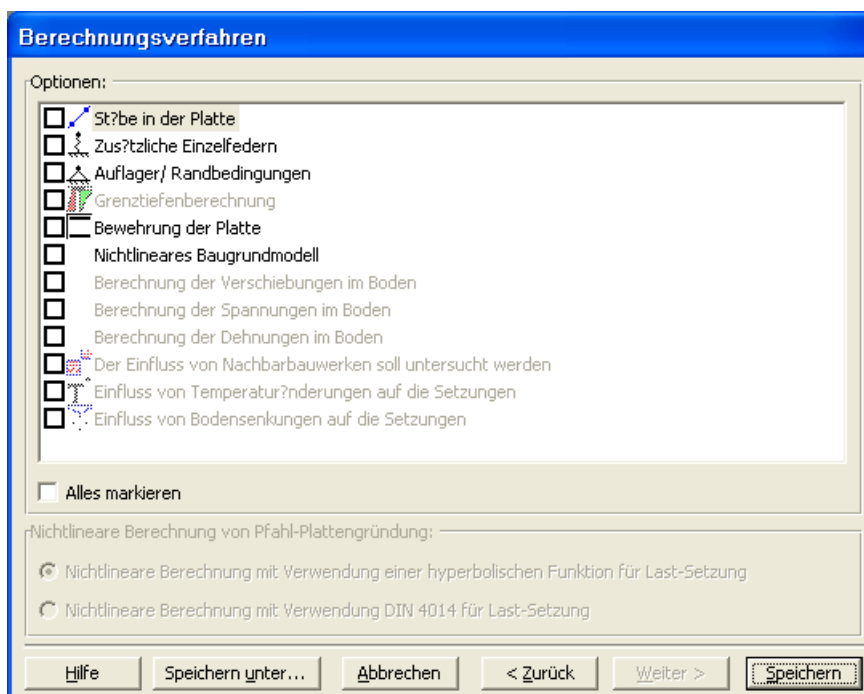 Berechnungsverfahren
Optionen:
St?be in der Platte
Zus?tzliche Einzelfedern
Auflager/ Randbedingungen
Grenztiefenberechnung
Bewehrung der Platte
Nichtlineares Baugrundmodell
Berechnung der Verschiebungen im Boden
Berechnung der Spannungen im Boden
Berechnung der Dehnungen im Boden
Der Einfluss von Nachbarbauwerken soll untersucht werden
Einfluss von Temperatur?nderungen auf die Setzungen
Einfluss von Bodensenkungen auf die Setzungen
Alles markieren
Nichtlineare Berechnung von Pfahl-Plattengründung:
Nichtlineare Berechnung mit Verwendung einer hyperbolischen Funktion für Last-Setzung
Nichtlineare Berechnung mit Verwendung DIN 4014 für Last-Setzung
Hilfe Speichern unter... Abbrechen < Zurück Weiter > Speichern